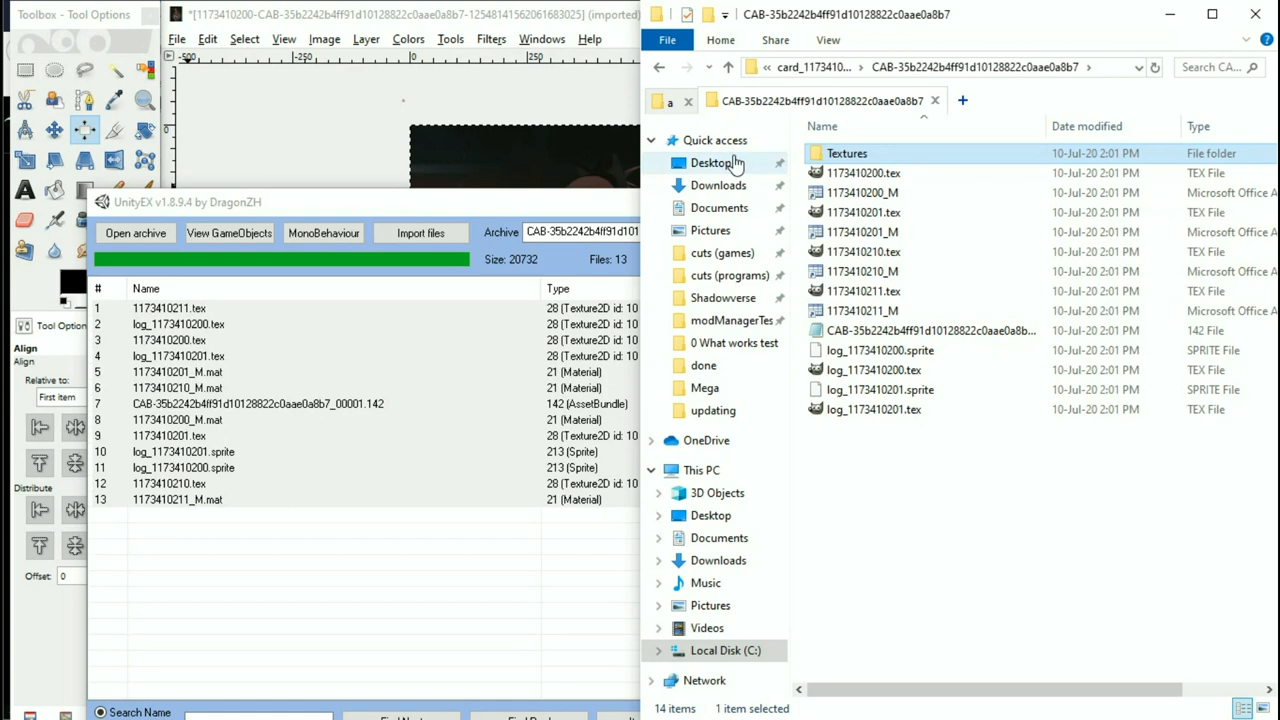 Toolbox - Tool Options
*[1173410200-CAB-35b2242b4ff91d10128822c0aae0a8b7-12548141562061683025] (imported)
File Edit Select View Image Layer Colors Tools Filters Windows Help
-500 -250 0 250
0
Tool Options
Align
Align
Relative to:
First item
Distribute
Offset: 0
UnityEX v1.8.9.4 by DragonZH
Open archive View GameObjects MonoBehaviour Import files Archive CAB-35b2242b4ff91d10
Size: 20732 Files: 13
# Name Type
1 1173410211.tex 28 (Texture2D id: 10
2 log_1173410200.tex 28 (Texture2D id: 10
3 1173410200.tex 28 (Texture2D id: 10
4 log_1173410201.tex 28 (Texture2D id: 10
5 1173410201_M.mat 21 (Material)
6 1173410210_M.mat 21 (Material)
7 CAB-35b2242b4ff91d10128822c0aae0a8b7_00001.142 142 (AssetBundle)
8 1173410200_M.mat 21 (Material)
9 1173410201.tex 28 (Texture2D id: 10
10 log_1173410201.sprite 213 (Sprite)
11 log_1173410200.sprite 213 (Sprite)
12 1173410210.tex 28 (Texture2D id: 10
13 1173410211_M.mat 21 (Material)
Search Name
CAB-35b2242b4ff91d10128822c0aae0a8b7
File Home Share View
« card_1173410... › CAB-35b2242b4ff91d10128822c0aae0a8b7 › Search CA...
a CAB-35b2242b4ff91d10128822c0aae0a8b7
Quick access
Desktop
Downloads
Documents
Pictures
cuts (games)
cuts (programs)
Shadowverse
modManagerTes
0 What works test
done
Mega
updating
OneDrive
This PC
3D Objects
Desktop
Documents
Downloads
Music
Pictures
Videos
Local Disk (C:)
Network
Name Date modified Type
Textures 10-Jul-20 2:01 PM File folder
1173410200.tex 10-Jul-20 2:01 PM TEX File
1173410200_M 10-Jul-20 2:01 PM Microsoft Office A
1173410201.tex 10-Jul-20 2:01 PM TEX File
1173410201_M 10-Jul-20 2:01 PM Microsoft Office A
1173410210.tex 10-Jul-20 2:01 PM TEX File
1173410210_M 10-Jul-20 2:01 PM Microsoft Office A
1173410211.tex 10-Jul-20 2:01 PM TEX File
1173410211_M 10-Jul-20 2:01 PM Microsoft Office A
CAB-35b2242b4ff91d10128822c0aae0a8b... 10-Jul-20 2:01 PM 142 File
log_1173410200.sprite 10-Jul-20 2:01 PM SPRITE File
log_1173410200.tex 10-Jul-20 2:01 PM TEX File
log_1173410201.sprite 10-Jul-20 2:01 PM SPRITE File
log_1173410201.tex 10-Jul-20 2:01 PM TEX File
14 items 1 item selected